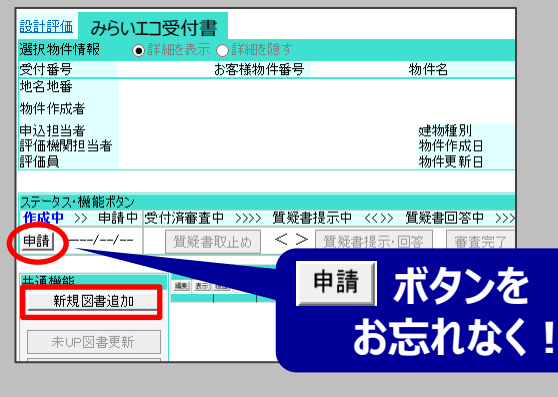 設計評価 みらいエコ受付書
選択物件情報 ●詳細を表示 ○詳細を隠す
受付番号 お客様物件番号 物件名
地名地番
物件作成者
申込担当者 建物種別
評価機関担当者 物件作成日
評価員 物件更新日
ステータス・機能ボタン
作成中 >> 申請中 受付済審査中 >>>> 質疑書提示中 <<>> 質疑書回答中 >>>
申請 ----/--/-- 質疑書取止め < > 質疑書提示・回答 審査完了
共通機能
新規図書追加 編集 表示
未UP図書更新
申請 ボタンを
お忘れなく！